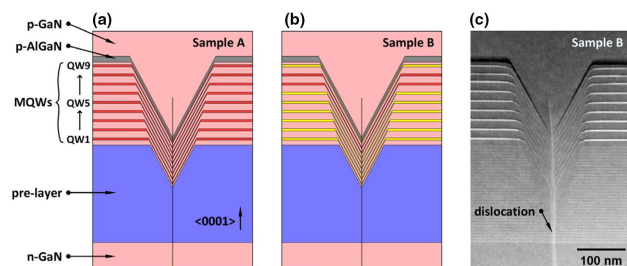 (a)
(b)
(c)
p-GaN
p-AlGaN
Sample A
Sample B
Sample B
QW9
MQWs
QW5
QW1
pre-layer
<0001>
n-GaN
dislocation
100 nm